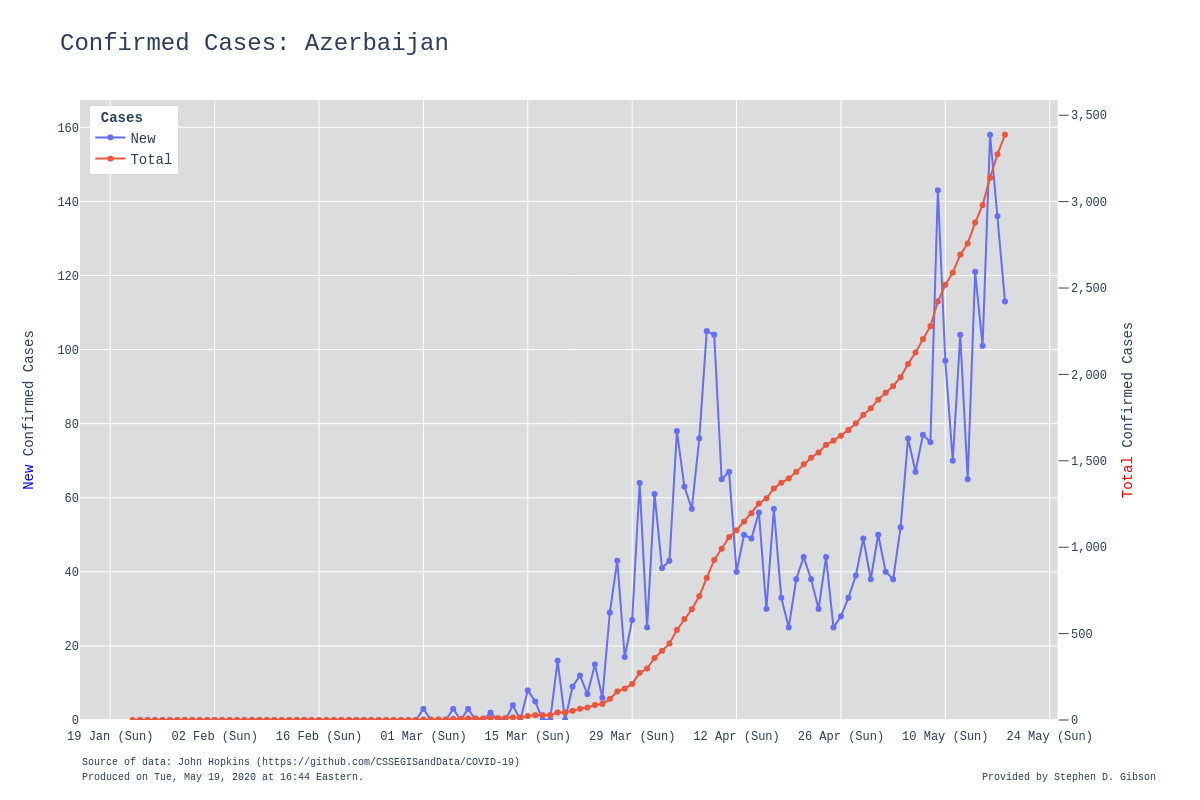 Confirmed Cases: Azerbaijan
Cases
New
Total
160
140
120
100
80
60
40
20
0
3,500
3,000
2,500
2,000
1,500
1,000
500
0
New Confirmed Cases
Total Confirmed Cases
19 Jan (Sun) 02 Feb (Sun) 16 Feb (Sun) 01 Mar (Sun) 15 Mar (Sun) 29 Mar (Sun) 12 Apr (Sun) 26 Apr (Sun) 10 May (Sun) 24 May (Sun)
Source of data: John Hopkins (https://github.com/CSSEGISandData/COVID-19)
Produced on Tue, May 19, 2020 at 16:44 Eastern.
Provided by Stephen D. Gibson